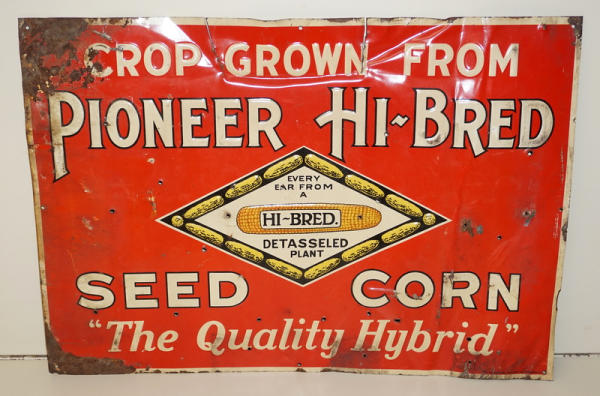 CROP GROWN FROM
PIONEER HI~BRED
EVERY
EAR FROM
A
HI~BRED.
DETASSELED
PLANT
SEED CORN
"The Quality Hybrid"